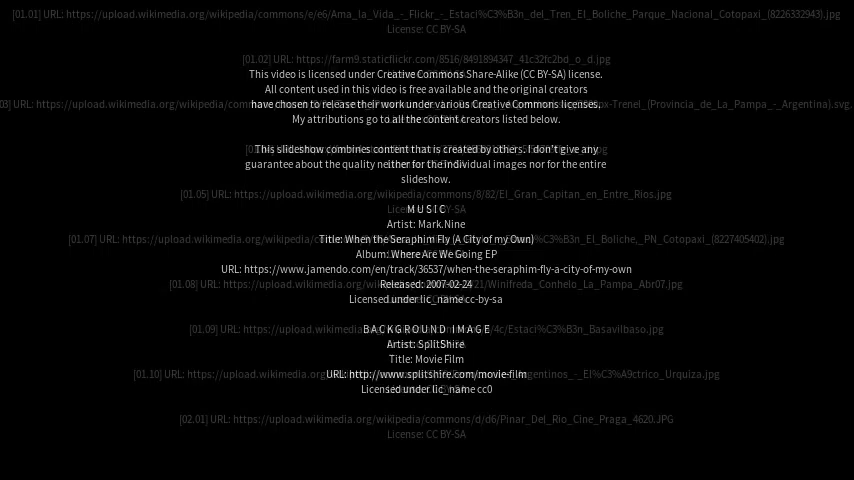 [01.01] URL: https://upload.wikimedia.org/wikipedia/commons/e/e6/Ama_la_Vida_-_Flickr_-_Estaci%C3%B3n_del_Tren_El_Boliche_Parque_Nacional_Cotopaxi_(8226332943).jpg
License: CC BY-SA
[01.02] URL: https://farm9.staticflickr.com/8516/8491894347_41c32fc2bd_o_d.jpg
This video is licensed under Creative Commons Share-Alike (CC BY-SA) license.
All content used in this video is free available and the original creators
have chosen to release they work under various Creative Commons licenses.
My attributions go to all the content creators listed below.
This slideshow combines content that is created by others. I don't give any
guarantee about the quality neither for the individual images nor for the entire
slideshow.
[01.05] URL: https://upload.wikimedia.org/wikipedia/commons/8/82/El_Gran_Capitan_en_Entre_Rios.jpg
MUSIC
Artist: Mark.Nine
Title: When the Seraphim Fly (A City of my Own)
Album: Where Are We Going EP
URL: https://www.jamendo.com/en/track/36537/when-the-seraphim-fly-a-city-of-my-own
Released: 2007-02-24
Licensed under lic_name cc-by-sa
BACKGROUND IMAGE
Artist: SplitShire
Title: Movie Film
URL: http://www.splitshire.com/movie-film
Licensed under lic_name cc0
[02.01] URL: https://upload.wikimedia.org/wikipedia/commons/d/d6/Pinar_Del_Rio_Cine_Praga_4620.JPG
License: CC BY-SA